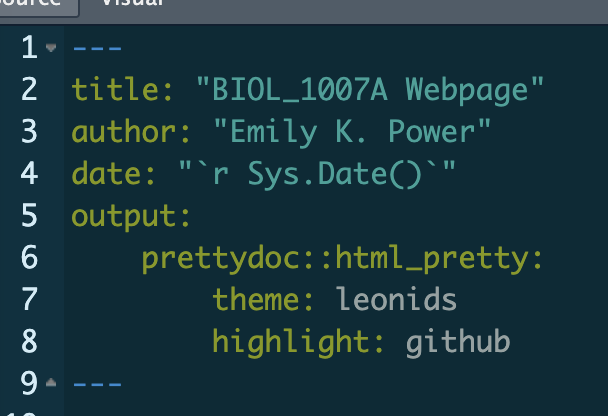 Source Visual
1 ---
2 title: "BIOL_1007A Webpage"
3 author: "Emily K. Power"
4 date: "`r Sys.Date()`"
5 output:
6     prettydoc::html_pretty:
7         theme: leonids
8         highlight: github
9 ---